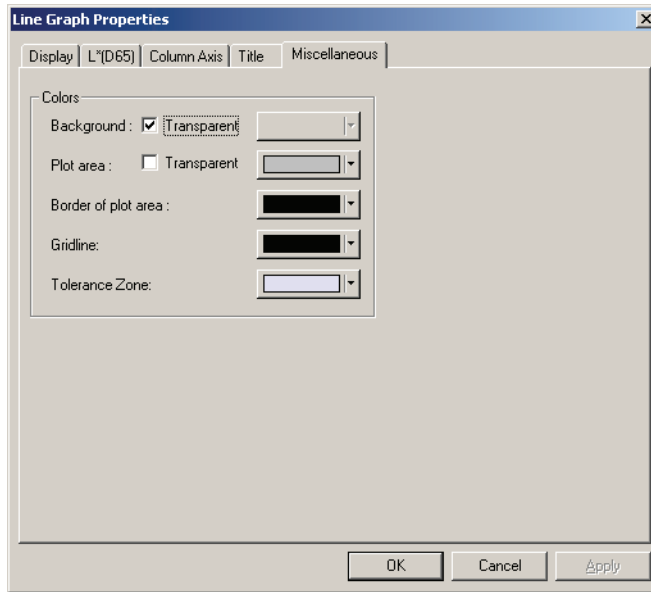 Line Graph Properties
Display L*(D65) Column Axis Title Miscellaneous
Colors
Background : Transparent
Plot area : Transparent
Border of plot area :
Gridline:
Tolerance Zone:
OK Cancel Apply